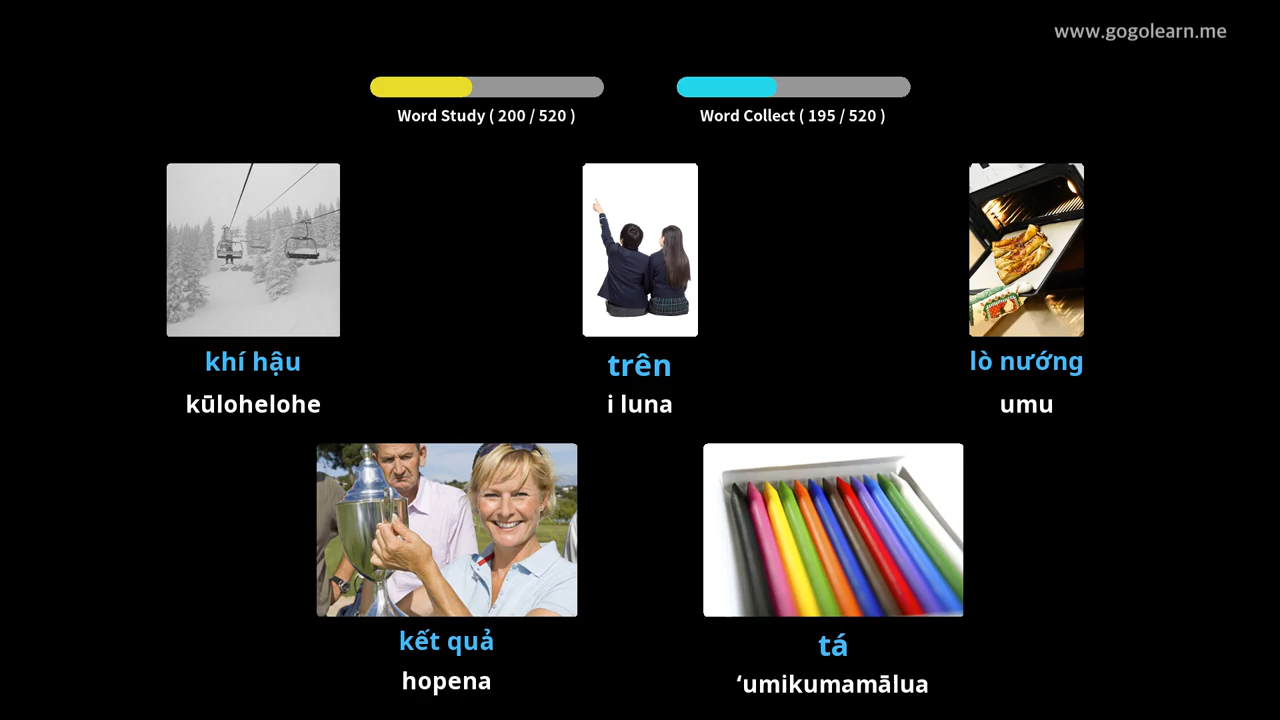 www.gogolearn.me
Word Study ( 200 / 520 )
Word Collect ( 195 / 520 )
khí hậu
kūlohelohe
trên
i luna
lò nướng
umu
kết quả
hopena
tá
ʻumikumamālua